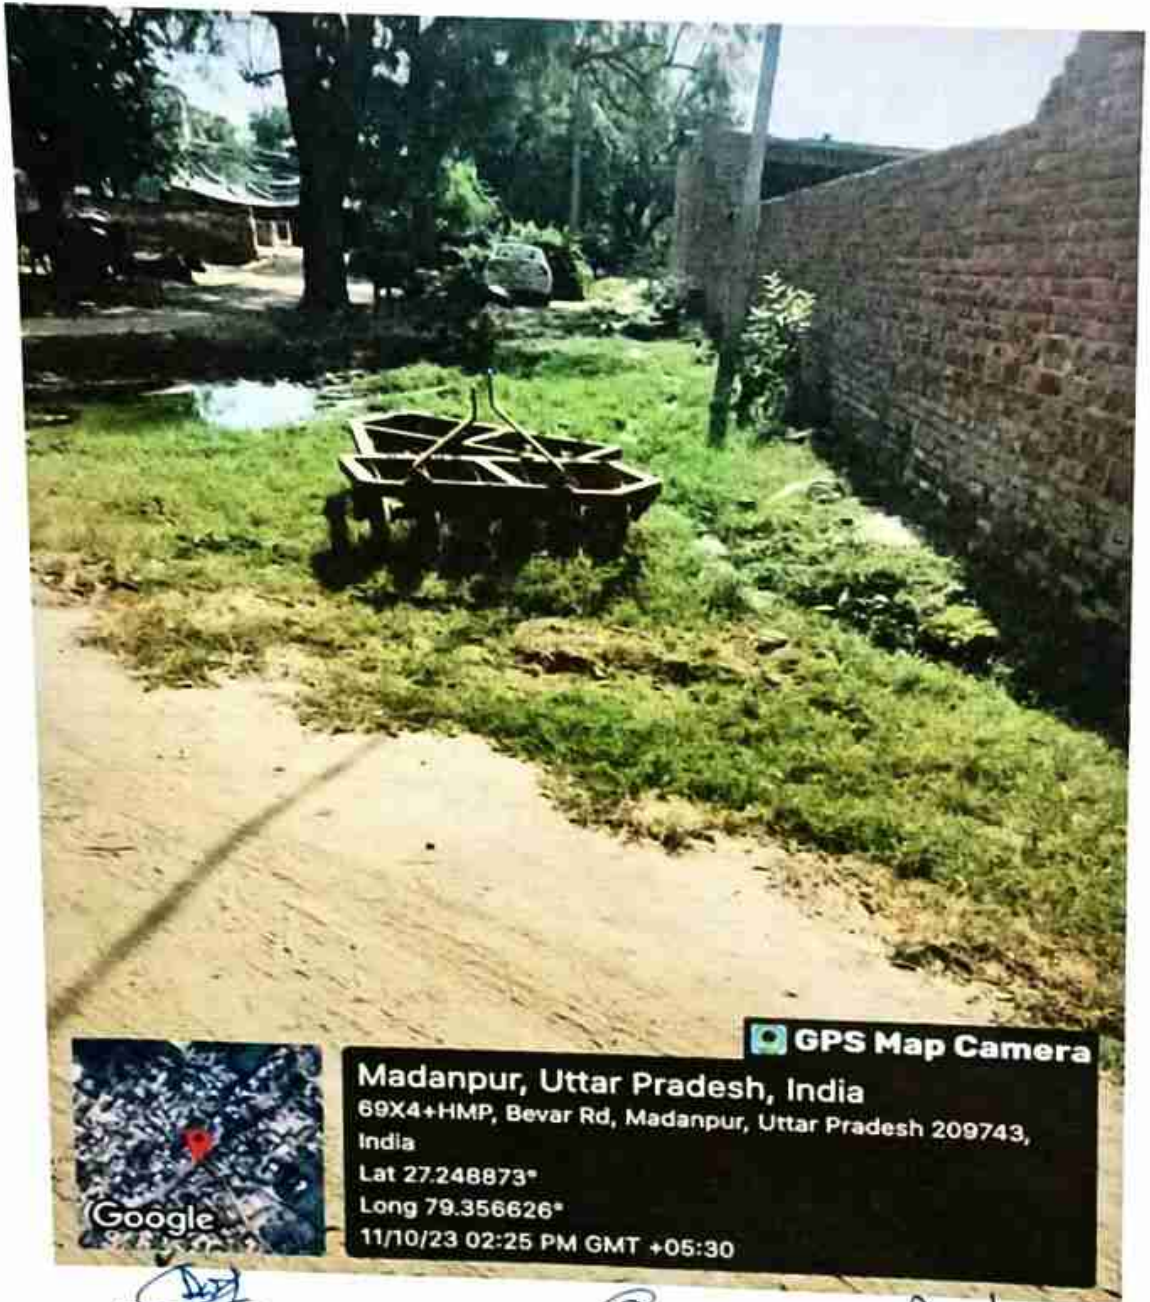 GPS Map Camera
Madanpur, Uttar Pradesh, India
69X4+HMP, Bevar Rd, Madanpur, Uttar Pradesh 209743,
India
Lat 27.248873°
Long 79.356626°
11/10/23 02:25 PM GMT +05:30
Google